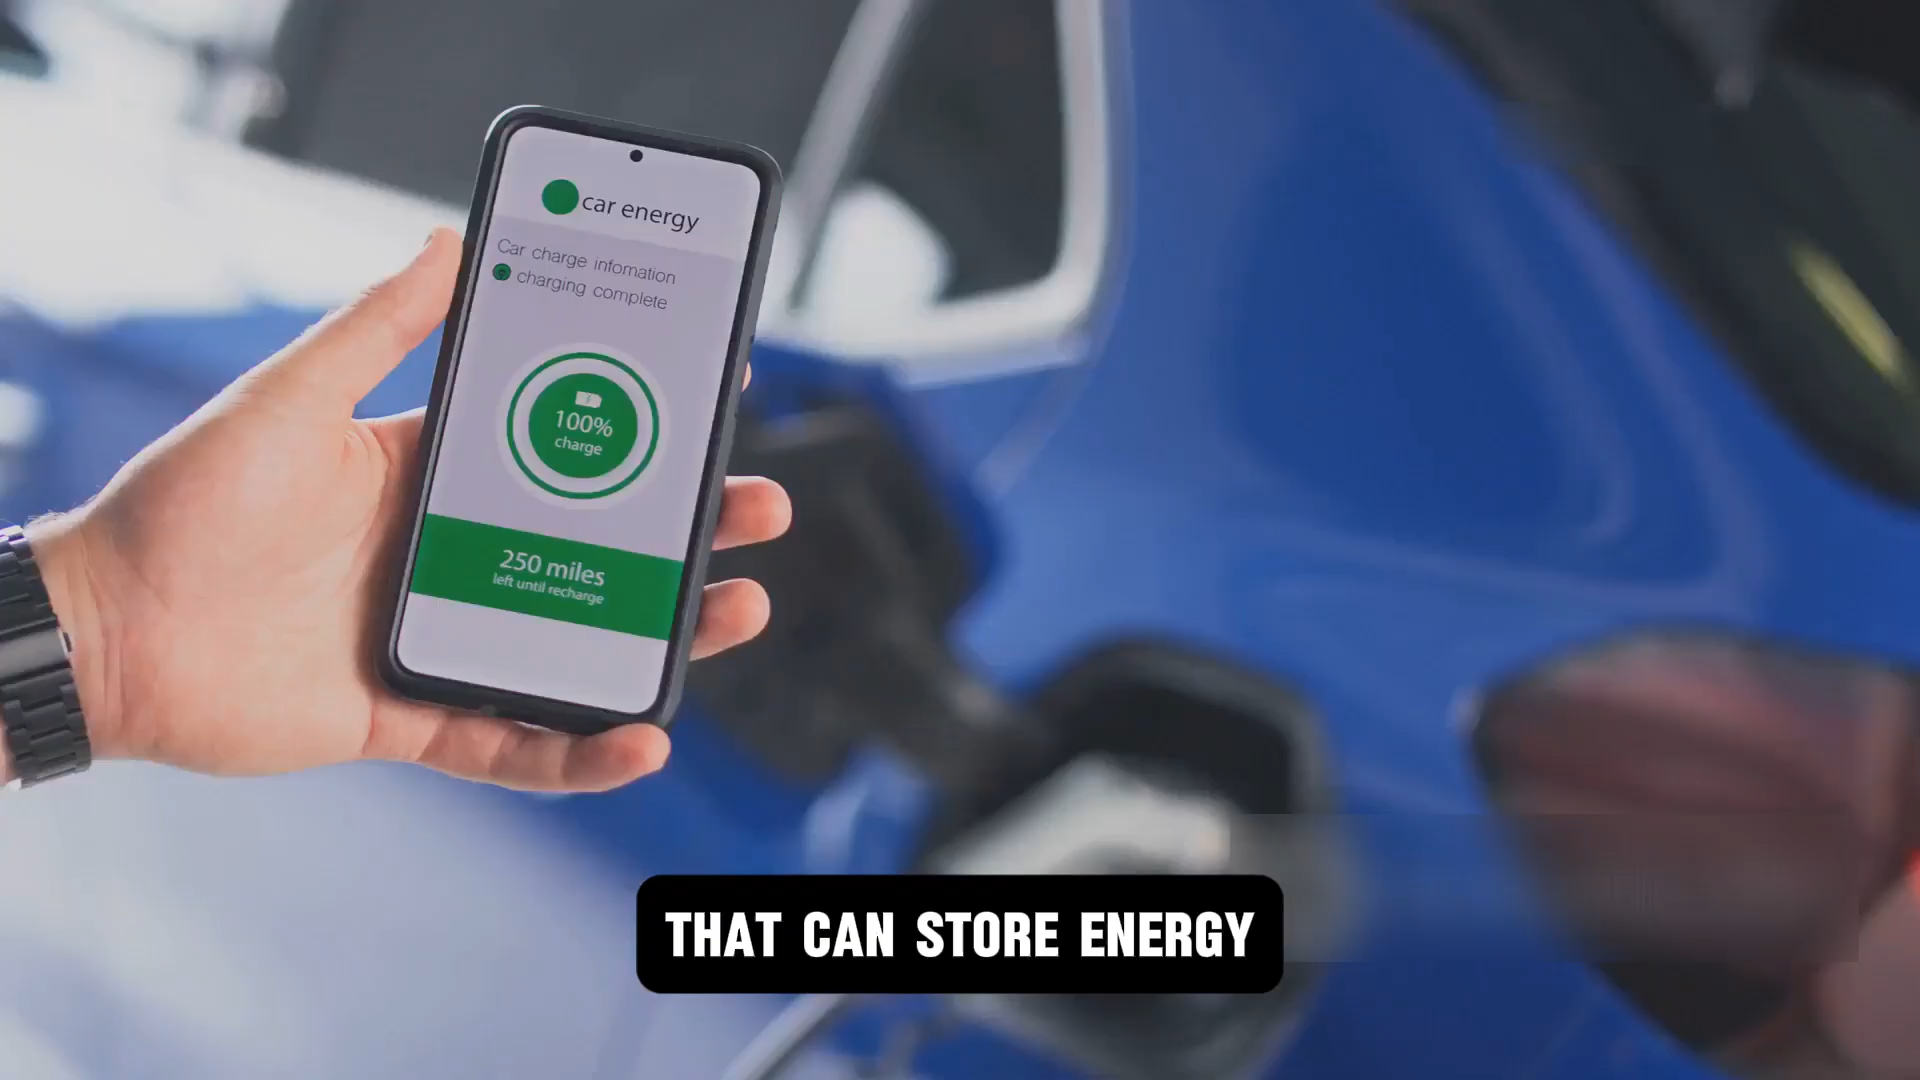 car energy
Car charge infomation
charging complete
100%
charge
250 miles
left until recharge
THAT CAN STORE ENERGY